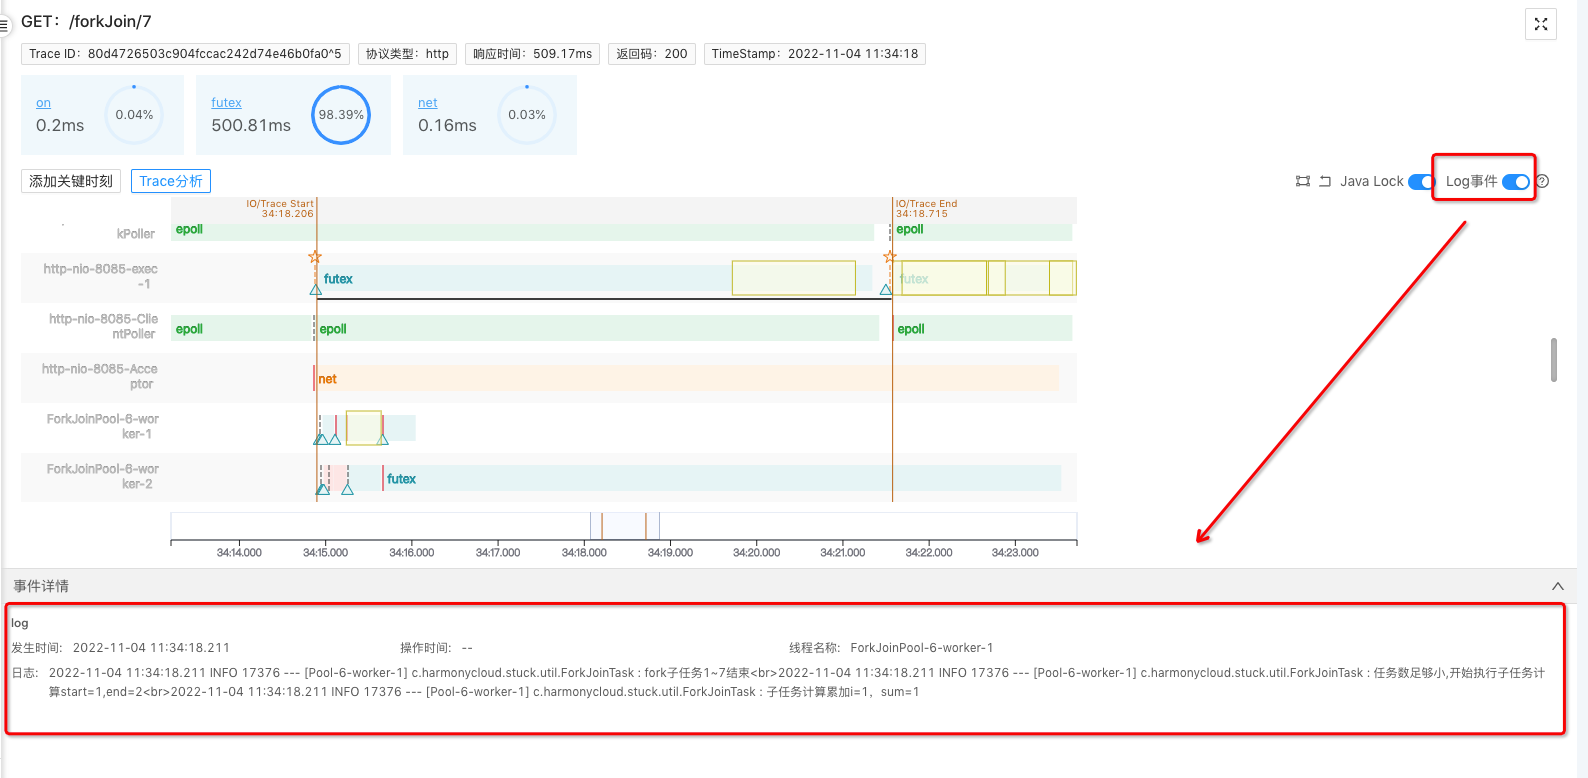 GET：/forkJoin/7
Trace ID：80d4726503c904fccac242d74e46b0fa0^5
协议类型：http
响应时间：509.17ms
返回码：200
TimeStamp：2022-11-04 11:34:18
on
0.2ms
0.04%
futex
500.81ms
98.39%
net
0.16ms
0.03%
添加关键时刻
Trace分析
Java Lock
Log事件
IO/Trace Start
34:18.206
IO/Trace End
34:18.715
kPoller
epoll
epoll
http-nio-8085-exec
-1
futex
futex
http-nio-8085-Clie
ntPoller
epoll
epoll
epoll
http-nio-8085-Acce
ptor
net
ForkJoinPool-6-wor
ker-1
ForkJoinPool-6-wor
ker-2
futex
34:14.000
34:15.000
34:16.000
34:17.000
34:18.000
34:19.000
34:20.000
34:21.000
34:22.000
34:23.000
事件详情
log
发生时间： 2022-11-04 11:34:18.211
操作时间： --
线程名称： ForkJoinPool-6-worker-1
日志： 2022-11-04 11:34:18.211 INFO 17376 --- [Pool-6-worker-1] c.harmonycloud.stuck.util.ForkJoinTask : fork子任务1~7结束<br>2022-11-04 11:34:18.211 INFO 17376 --- [Pool-6-worker-1] c.harmonycloud.stuck.util.ForkJoinTask : 任务数足够小,开始执行子任务计
算start=1,end=2<br>2022-11-04 11:34:18.211 INFO 17376 --- [Pool-6-worker-1] c.harmonycloud.stuck.util.ForkJoinTask : 子任务计算累加i=1，sum=1